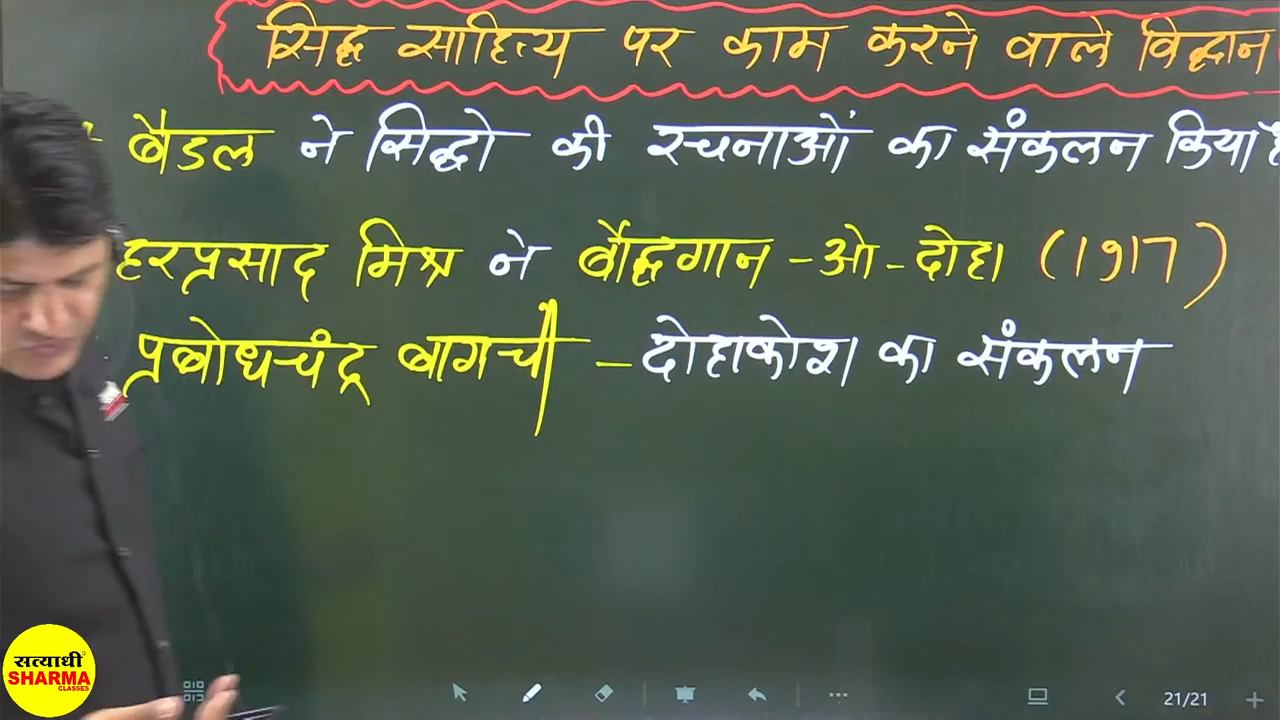 सिद्ध साहित्य पर काम करने वाले विद्वान
बैडल ने सिद्धो की रचनाओं का संकलन किया
हरप्रसाद मिश्र ने बौद्धगान - ओ - दोहा (1917)
प्रबोधचंद्र बागची - दोहाकोश का संकलन
सत्यार्थी
SHARMA
CLASSES
21/21